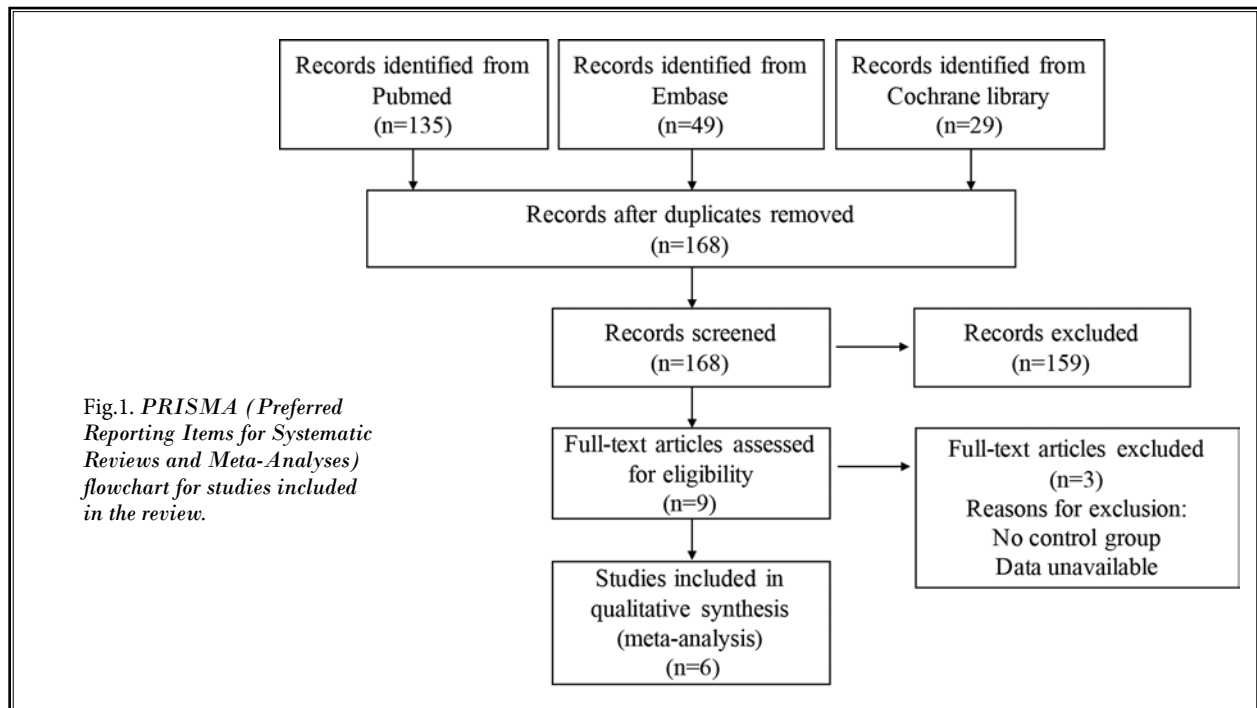 Records identified from
Pubmed
(n=135)
Records identified from
Embase
(n=49)
Records identified from
Cochrane library
(n=29)
Records after duplicates removed
(n=168)
Records screened
(n=168)
Records excluded
(n=159)
Full-text articles assessed
for eligibility
(n=9)
Full-text articles excluded
(n=3)
Reasons for exclusion:
No control group
Data unavailable
Studies included in
qualitative synthesis
(meta-analysis)
(n=6)
Fig.1. PRISMA (Preferred
Reporting Items for Systematic
Reviews and Meta-Analyses)
flowchart for studies included
in the review.